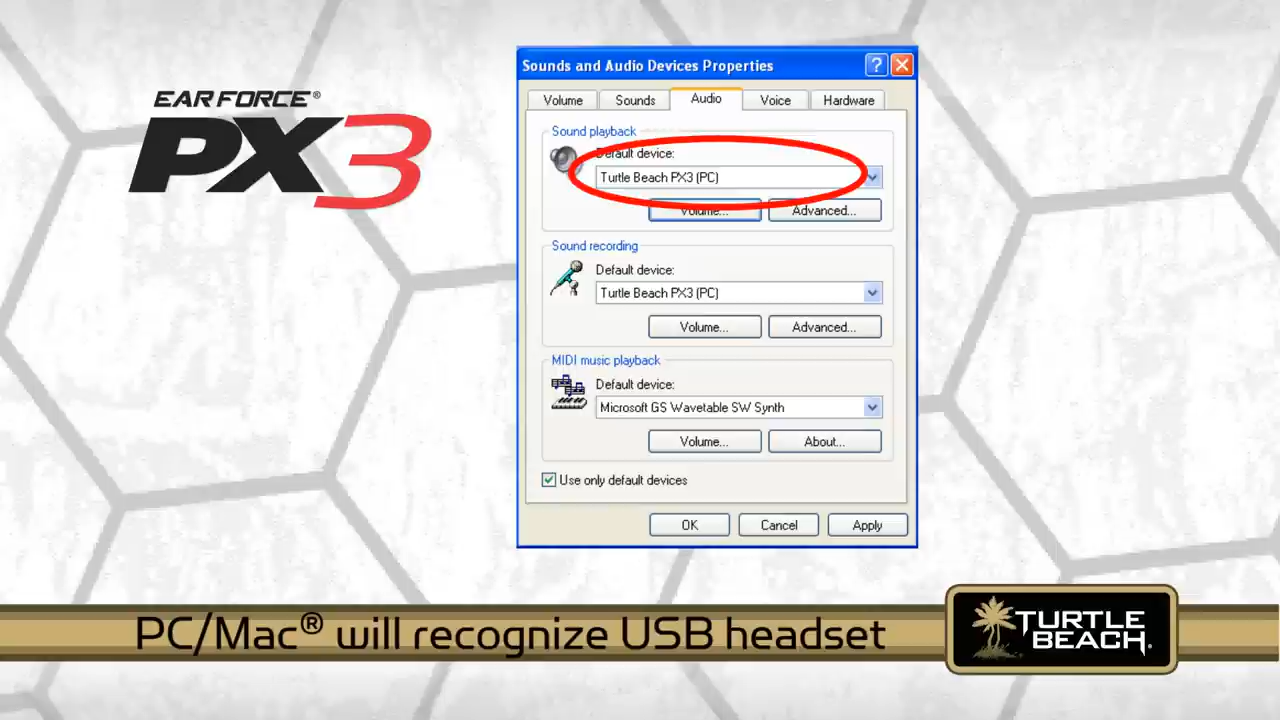 EAR FORCE®
PX3
Sounds and Audio Devices Properties
Volume
Sounds
Audio
Voice
Hardware
Sound playback
Default device:
Turtle Beach PX3 (PC)
Volume...
Advanced...
Sound recording
Default device:
Turtle Beach PX3 (PC)
Volume...
Advanced...
MIDI music playback
Default device:
Microsoft GS Wavetable SW Synth
Volume...
About...
Use only default devices
OK
Cancel
Apply
PC/Mac® will recognize USB headset
TURTLE
BEACH®